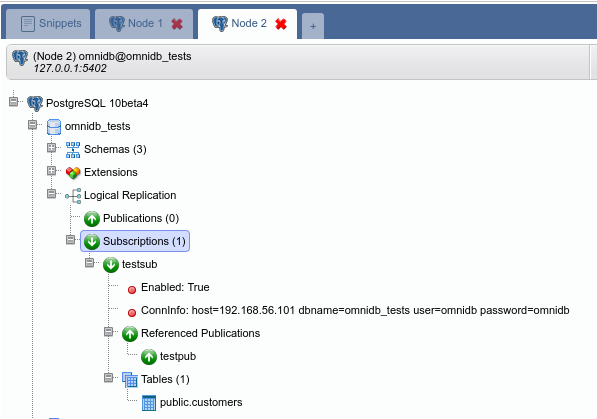 Snippets
Node 1
Node 2
+
(Node 2) omnidb@omnidb_tests
127.0.0.1:5402
PostgreSQL 10beta4
omnidb_tests
Schemas (3)
Extensions
Logical Replication
Publications (0)
Subscriptions (1)
testsub
Enabled: True
ConnInfo: host=192.168.56.101 dbname=omnidb_tests user=omnidb password=omnidb
Referenced Publications
testpub
Tables (1)
public.customers